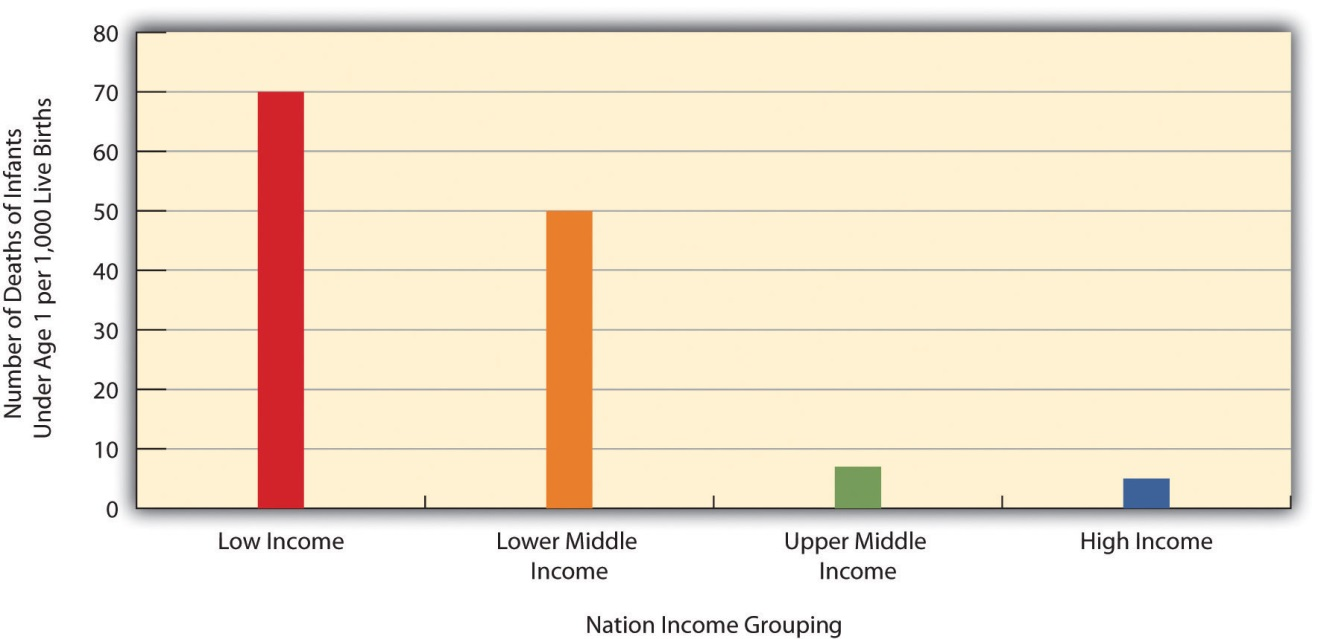 Number of Deaths of Infants
Under Age 1 per 1,000 Live Births
80
70
60
50
40
30
20
10
0
Low Income
Lower Middle
Income
Upper Middle
Income
High Income
Nation Income Grouping